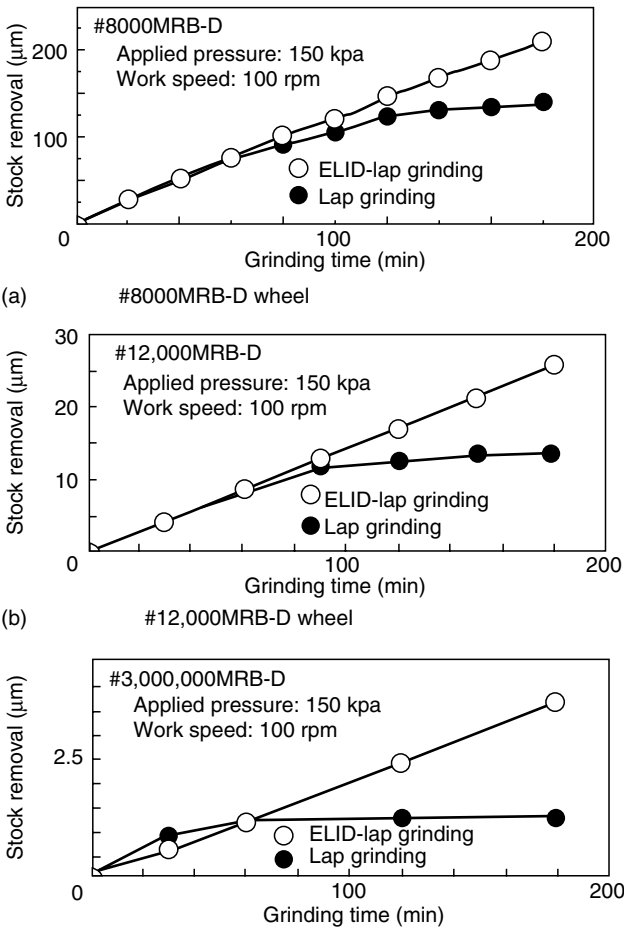 #8000MRB-D
Applied pressure: 150 kpa
Work speed: 100 rpm
Stock removal (μm)
200
100
0
100
200
ELID-lap grinding
Lap grinding
Grinding time (min)
(a) #8000MRB-D wheel
#12,000MRB-D
Applied pressure: 150 kpa
Work speed: 100 rpm
Stock removal (μm)
30
20
10
0
100
200
ELID-lap grinding
Lap grinding
Grinding time (min)
(b) #12,000MRB-D wheel
#3,000,000MRB-D
Applied pressure: 150 kpa
Work speed: 100 rpm
Stock removal (μm)
2.5
0
100
200
ELID-lap grinding
Lap grinding
Grinding time (min)